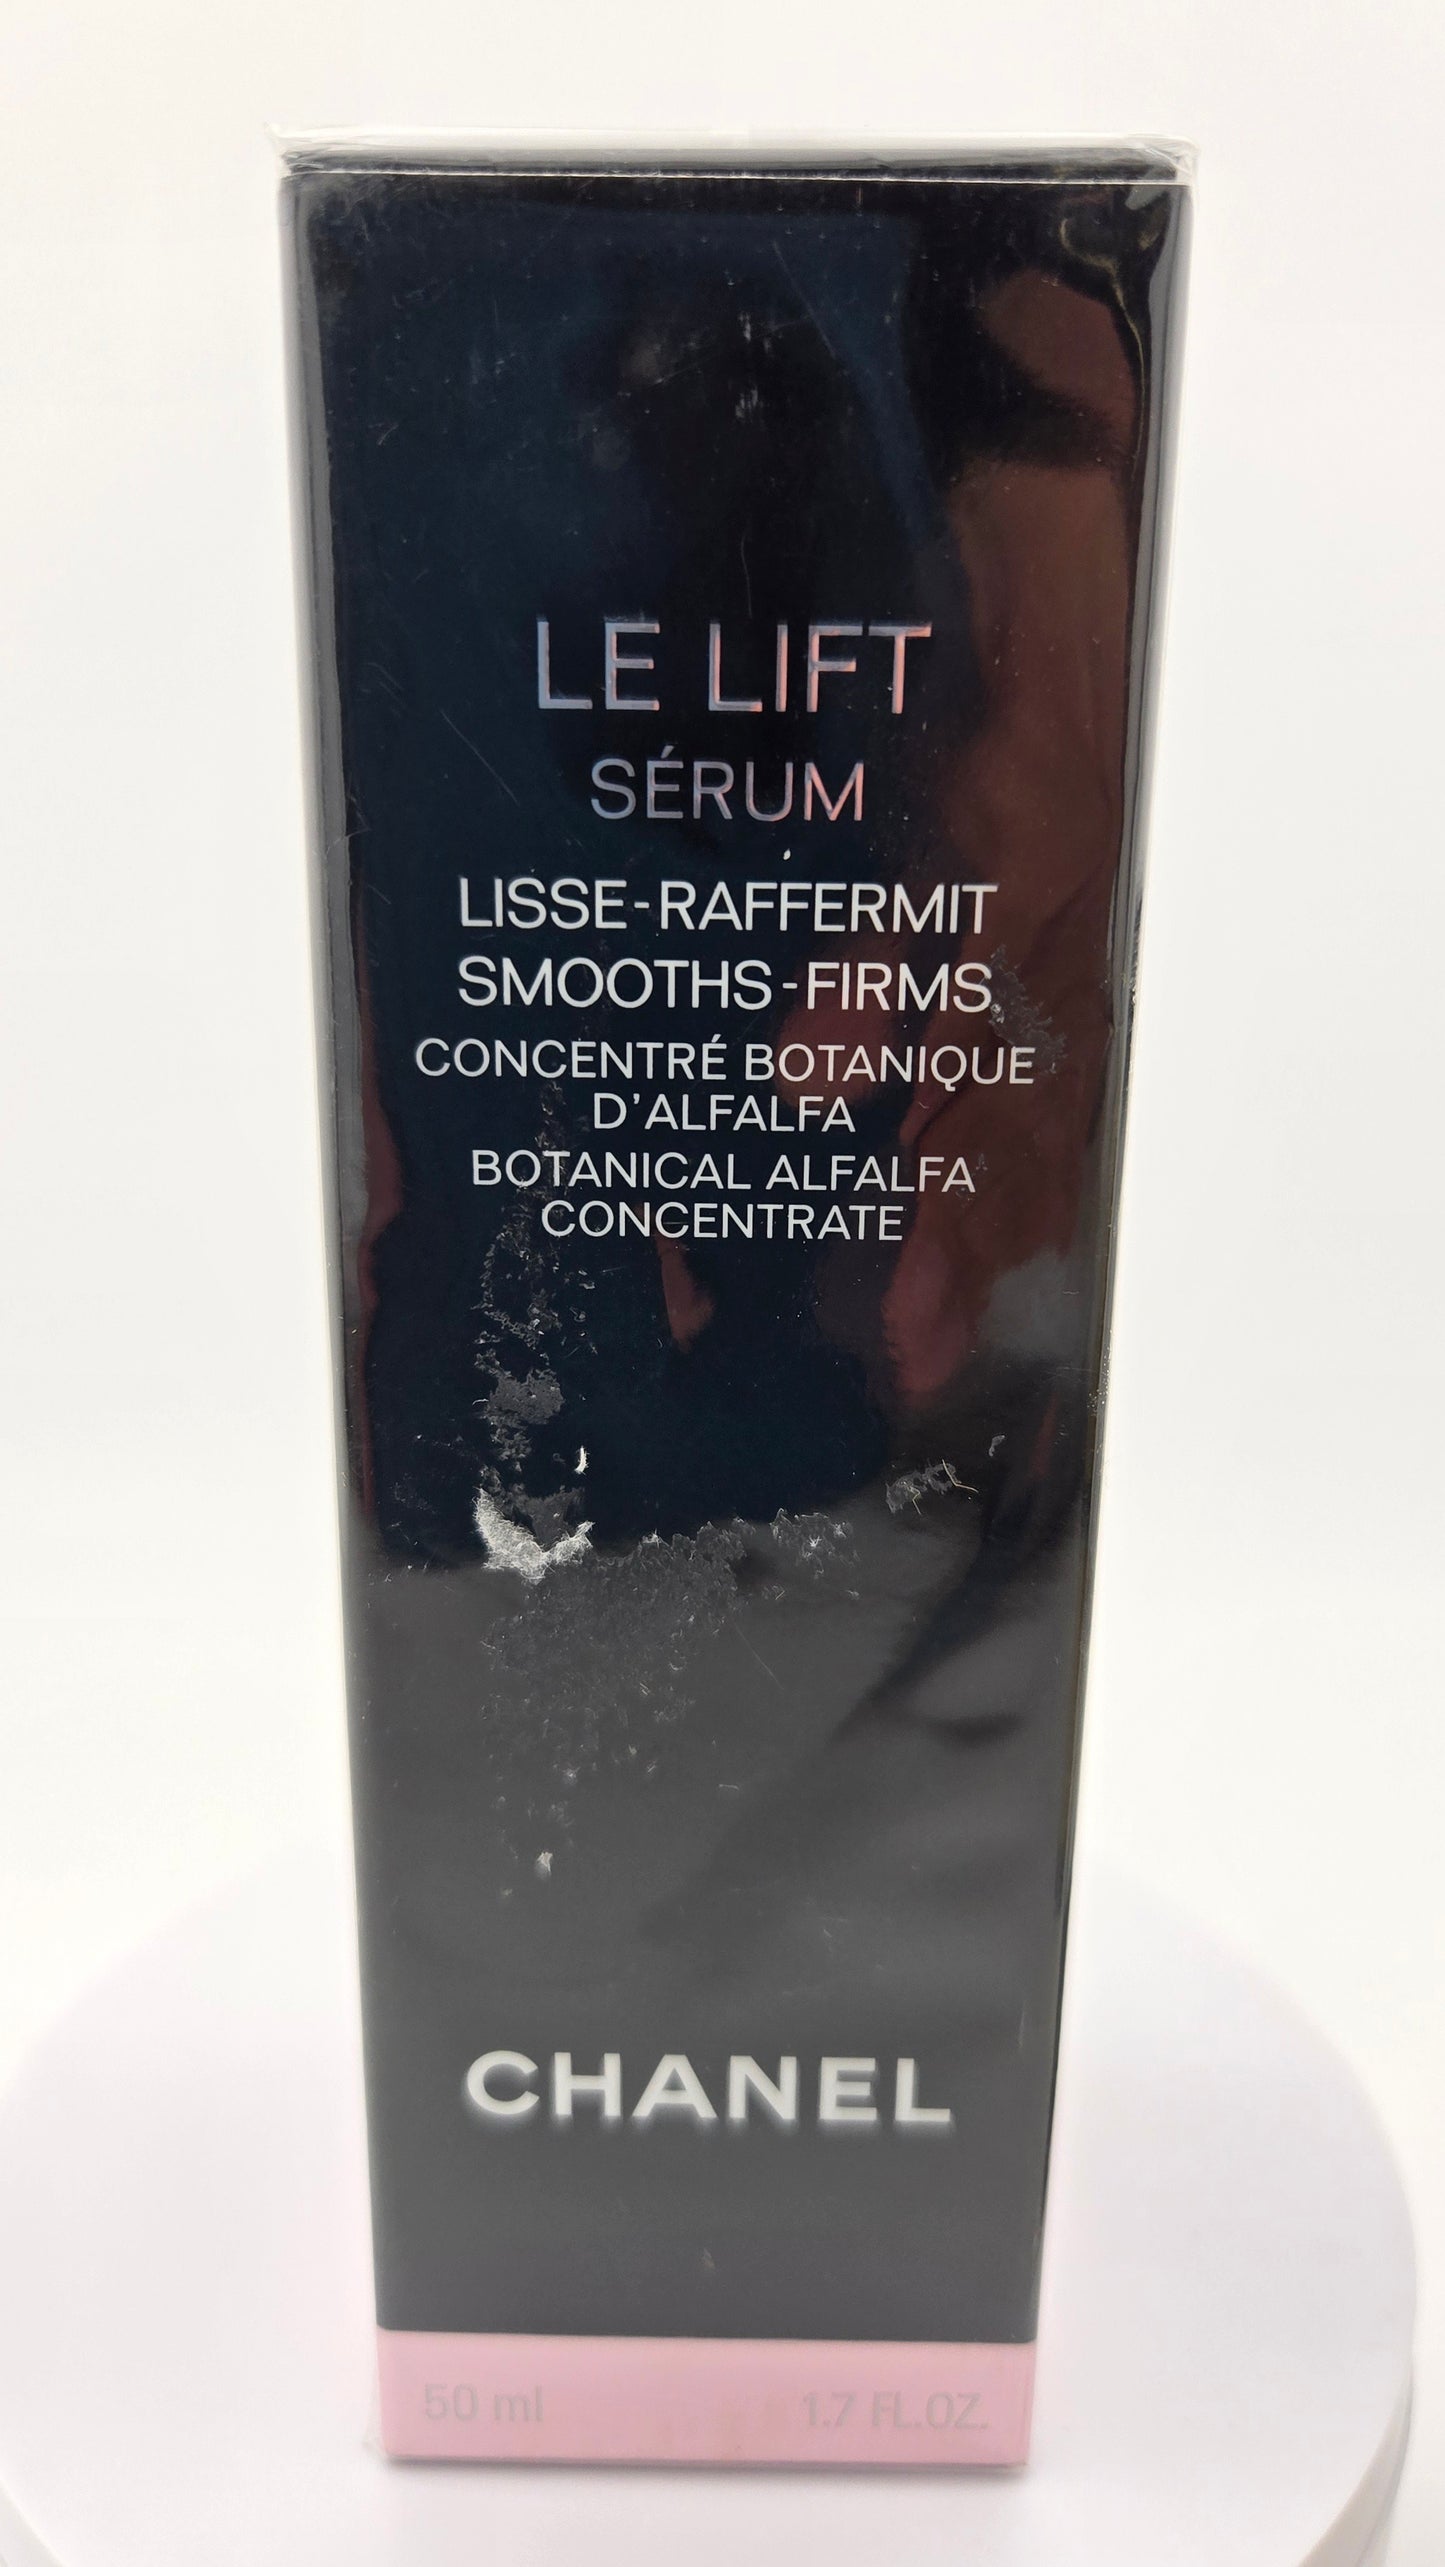 LE LIFT
SÉRUM
LISSE-RAFFERMIT
SMOOTHS-FIRMS
CONCENTRÉ BOTANIQUE
D'ALFALFA
BOTANICAL ALFALFA
CONCENTRATE
CHANEL
50 ml 1.7 FL.OZ.